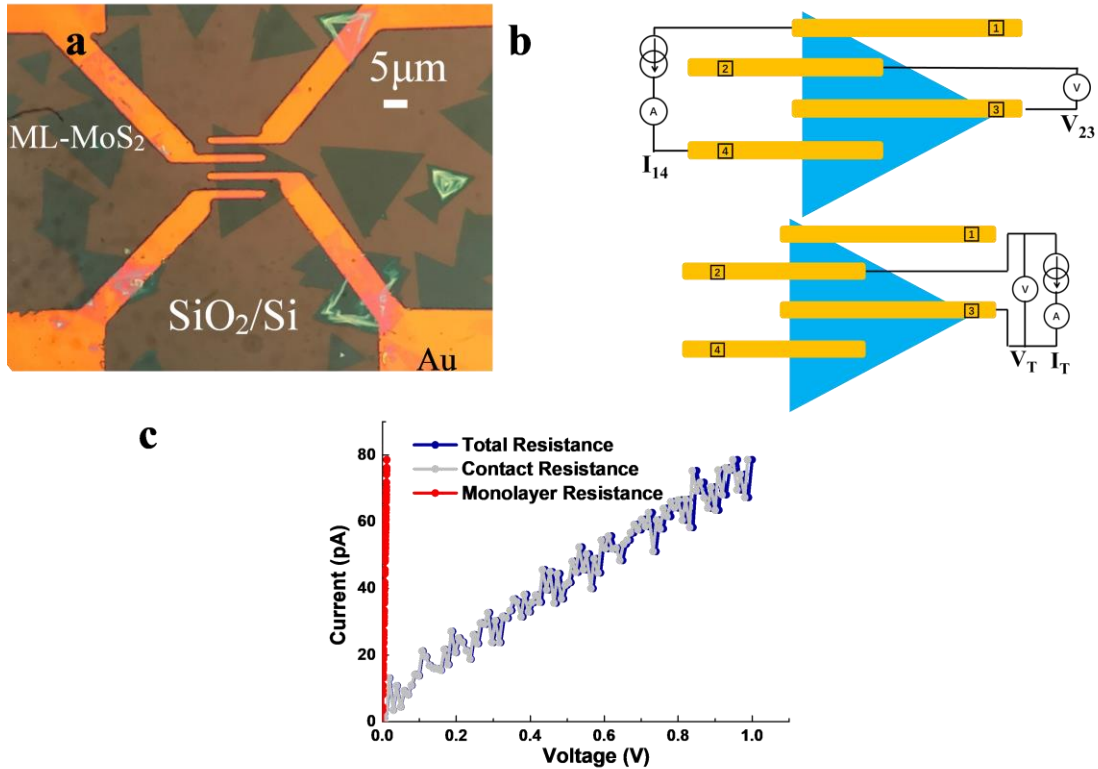 a
5μm
ML-MoS₂
SiO₂/Si
Au
b
1
2
3
4
V
A
V₂₃
I₁₄
1
2
3
4
V
A
V_T I_T
c
Total Resistance
Contact Resistance
Monolayer Resistance
Current (pA)
80
60
40
20
0
0.0 0.2 0.4 0.6 0.8 1.0
Voltage (V)